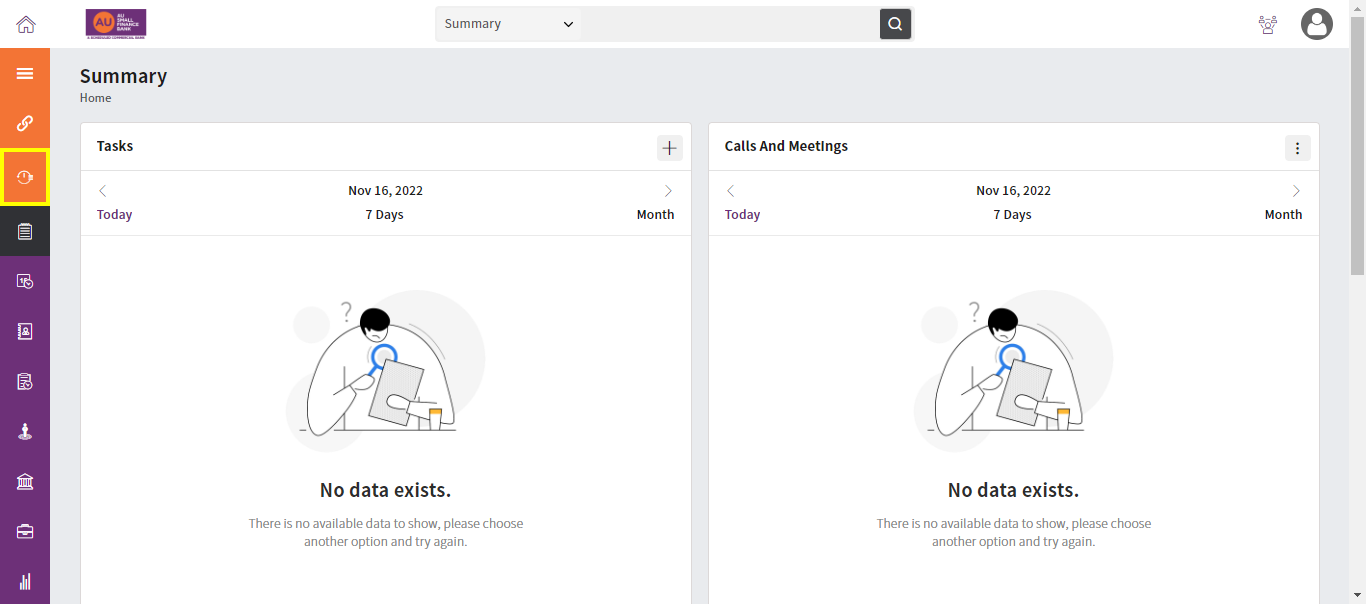 AU
AU
SMALL
FINANCE
BANK
A SCHEDULED COMMERCIAL BANK
Summary
Summary
Home
Tasks
Nov 16, 2022
Today
7 Days
Month
?
No data exists.
There is no available data to show, please choose
another option and try again.
Calls And Meetings
Nov 16, 2022
Today
7 Days
Month
?
No data exists.
There is no available data to show, please choose
another option and try again.